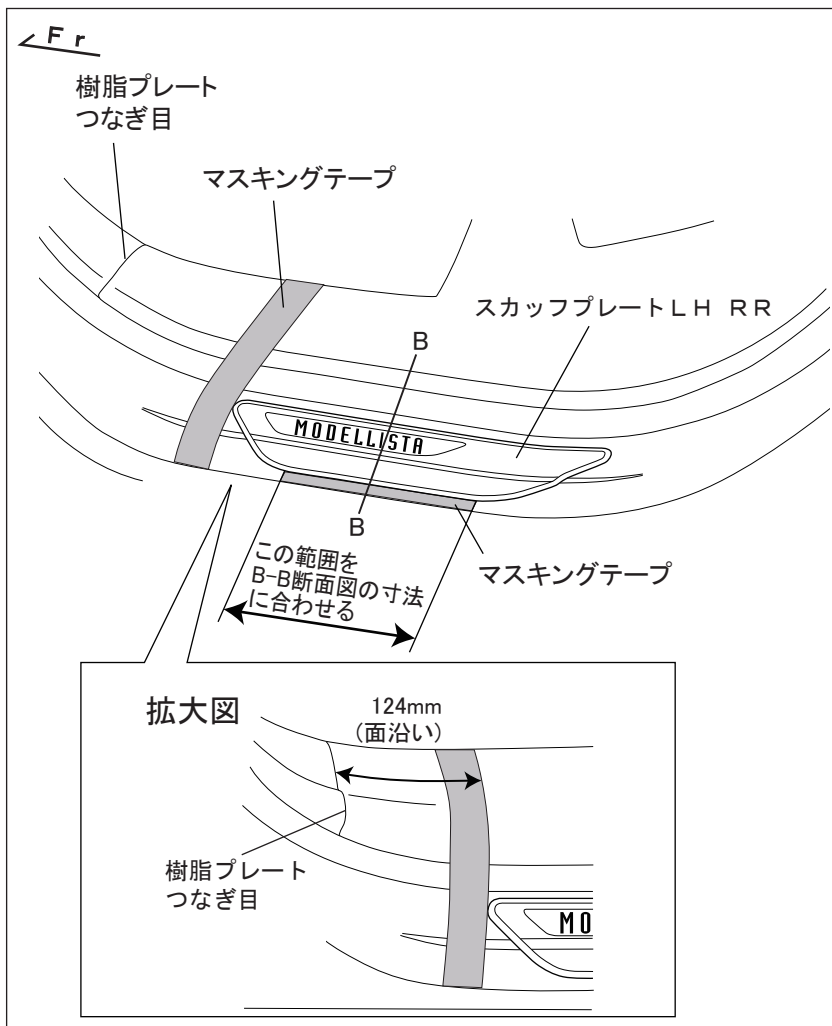 Ｆｒ
樹脂プレート
つなぎ目
マスキングテープ
スカッフプレートＬＨ ＲＲ
B
MODELLISTA
B
この範囲を
B-B断面図の寸法
に合わせる
マスキングテープ
拡大図
124mm
(面沿い)
樹脂プレート
つなぎ目
MO